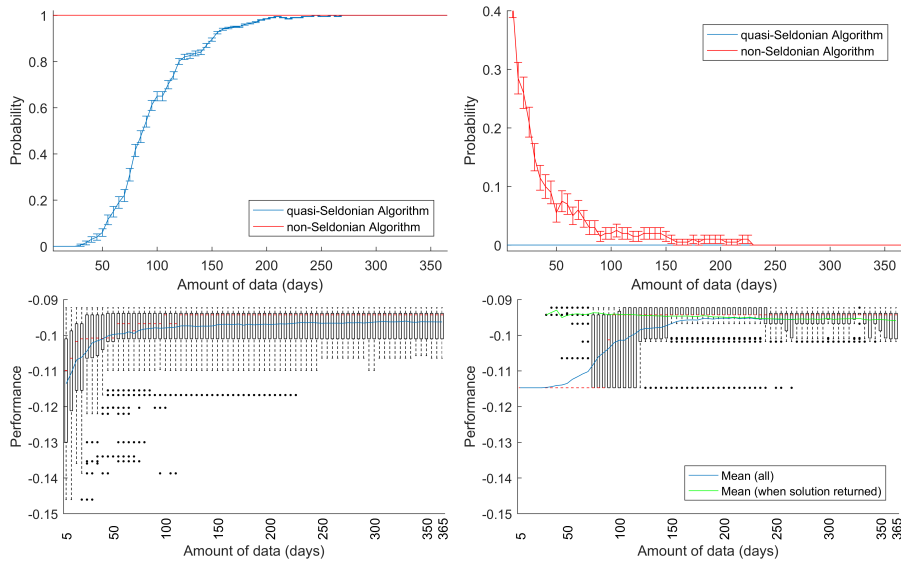 1
0.8
0.6
0.4
0.2
0
Probability
50 100 150 200 250 300 350
Amount of data (days)
quasi-Seldonian Algorithm
non-Seldonian Algorithm
0.4
0.3
0.2
0.1
0
Probability
50 100 150 200 250 300 350
Amount of data (days)
quasi-Seldonian Algorithm
non-Seldonian Algorithm
-0.09
-0.1
-0.11
-0.12
-0.13
-0.14
-0.15
Performance
5 50 100 150 200 250 300 350 365
Amount of data (days)
-0.09
-0.1
-0.11
-0.12
-0.13
-0.14
-0.15
Performance
5 50 100 150 200 250 300 350 365
Amount of data (days)
Mean (all)
Mean (when solution returned)